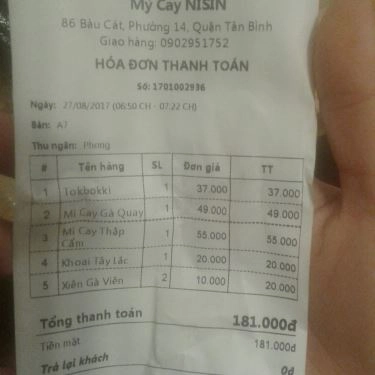 Mỳ Cay NISIN
86 Bàu Cát, Phường 14, Quận Tân Bình
Giao hàng: 0902951752
HÓA ĐƠN THANH TOÁN
Số: 1701002936
Ngày: 27/08/2017 (06:50 CH - 07:22 CH)
Bàn: A7
Thu ngân: Phong
# Tên hàng SL Đơn giá TT
1 Tokbokki 1 37.000 37.000
2 Mì Cay Gà Quay 1 49.000 49.000
3 Mì Cay Thập Cẩm 1 55.000 55.000
4 Khoai Tây Lắc 1 20.000 20.000
5 Xiên Gà Viên 2 10.000 20.000
Tổng thanh toán 181.000đ
Tiền mặt 181.000đ
Trả lại khách 0đ